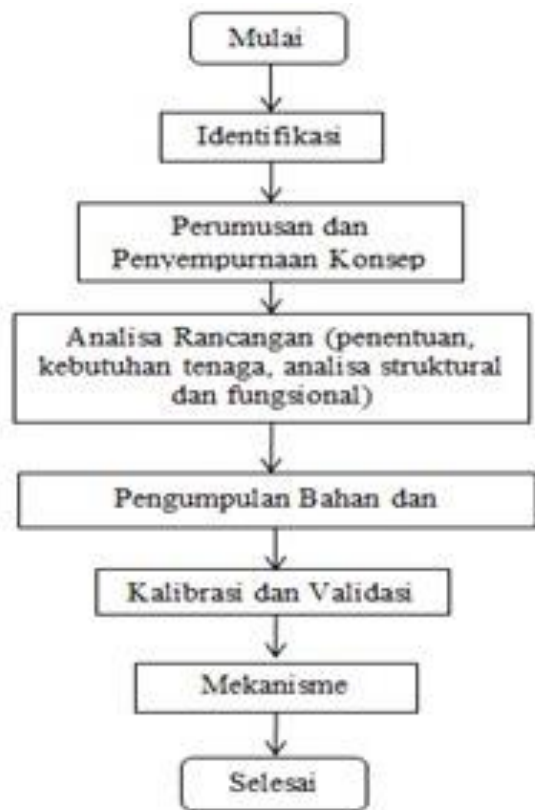 Mulai
Identifikasi
Perumusan dan
Penyempurnaan Konsep
Analisa Rancangan (penentuan,
kebutuhan tenaga, analisa struktural
dan fungsional)
Pengumpulan Bahan dan
Kalibrasi dan Validasi
Mekanisme
Selesai